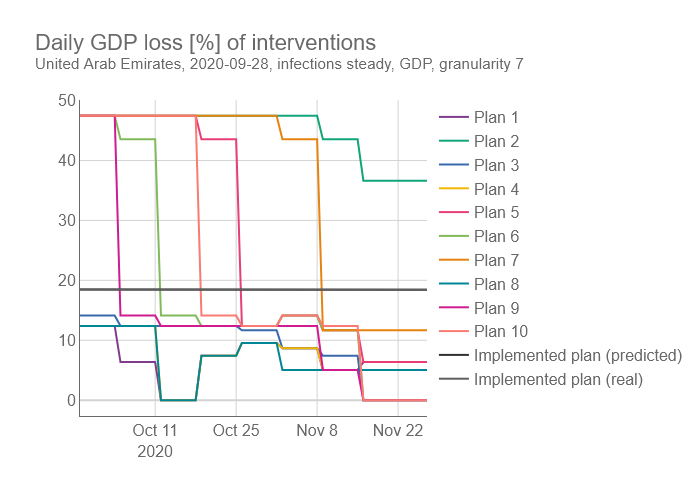 Daily GDP loss [%] of interventions
United Arab Emirates, 2020-09-28, infections steady, GDP, granularity 7
50
40
30
20
10
0
Oct 11
2020
Oct 25
Nov 8
Nov 22
Plan 1
Plan 2
Plan 3
Plan 4
Plan 5
Plan 6
Plan 7
Plan 8
Plan 9
Plan 10
Implemented plan (predicted)
Implemented plan (real)